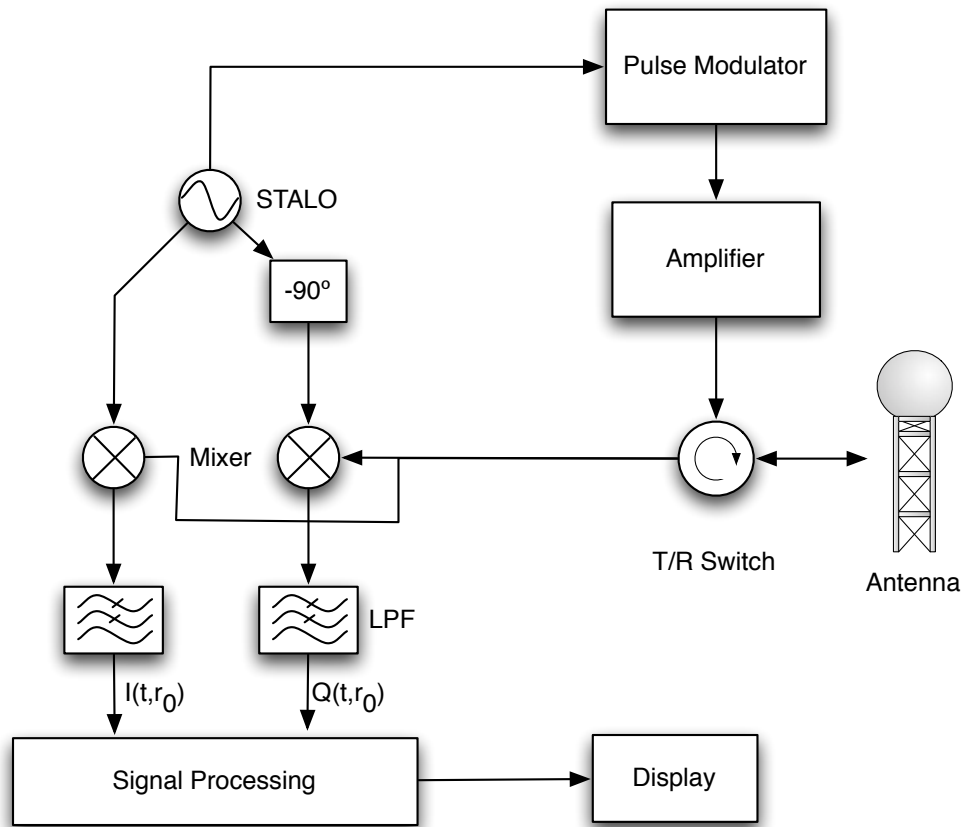 Pulse Modulator
STALO
-90º
Amplifier
Mixer
T/R Switch
Antenna
LPF
I(t,r0)
Q(t,r0)
Signal Processing
Display